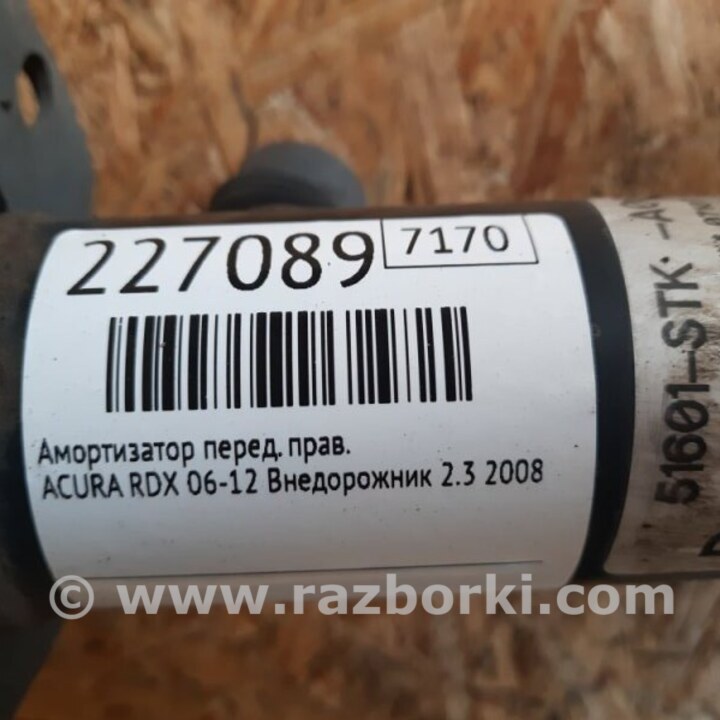 227089
7170
Амортизатор перед. прав.
ACURA RDX 06-12 Внедорожник 2.3 2008
51601-STK
© www.razborki.com